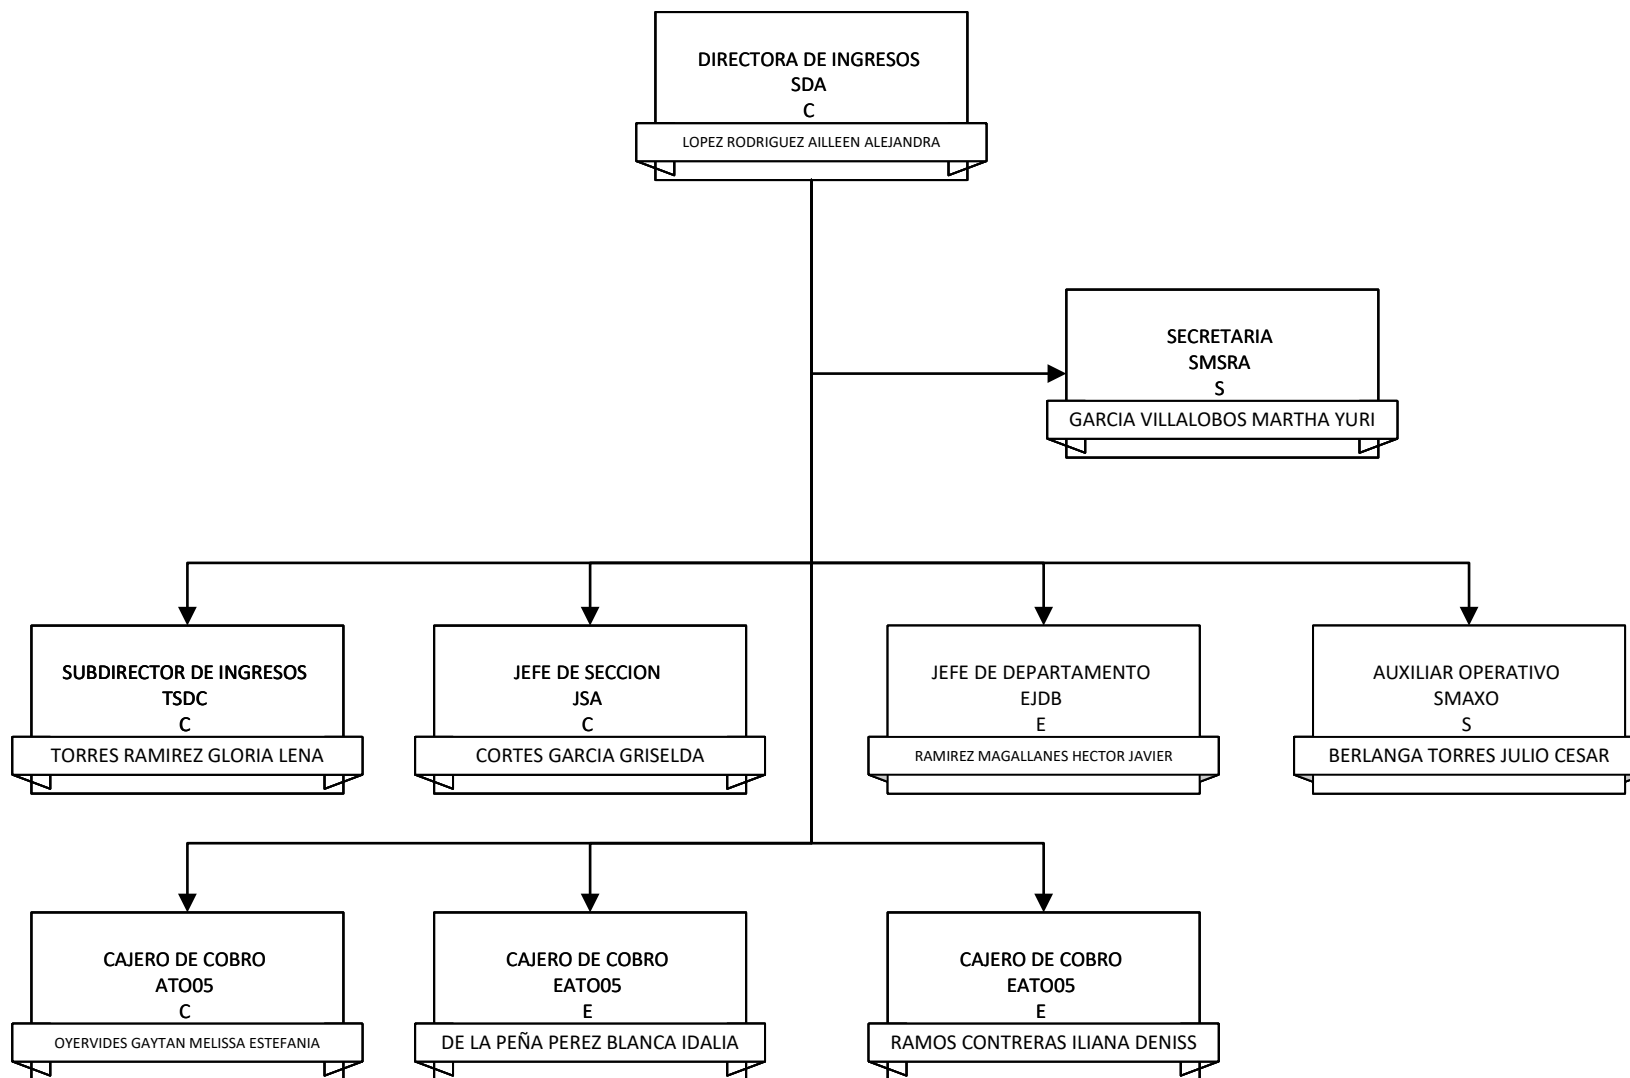 DIRECTORA DE INGRESOS
SDA
C
LOPEZ RODRIGUEZ AILLEEN ALEJANDRA
SECRETARIA
SMSRA
S
GARCIA VILLALOBOS MARTHA YURI
SUBDIRECTOR DE INGRESOS
TSDC
C
TORRES RAMIREZ GLORIA LENA
JEFE DE SECCION
JSA
C
CORTES GARCIA GRISELDA
JEFE DE DEPARTAMENTO
EJDB
E
RAMIREZ MAGALLANES HECTOR JAVIER
AUXILIAR OPERATIVO
SMAXO
S
BERLANGA TORRES JULIO CESAR
CAJERO DE COBRO
ATO05
C
OYERVIDES GAYTAN MELISSA ESTEFANIA
CAJERO DE COBRO
EATO05
E
DE LA PEÑA PEREZ BLANCA IDALIA
CAJERO DE COBRO
EATO05
E
RAMOS CONTRERAS ILIANA DENISS